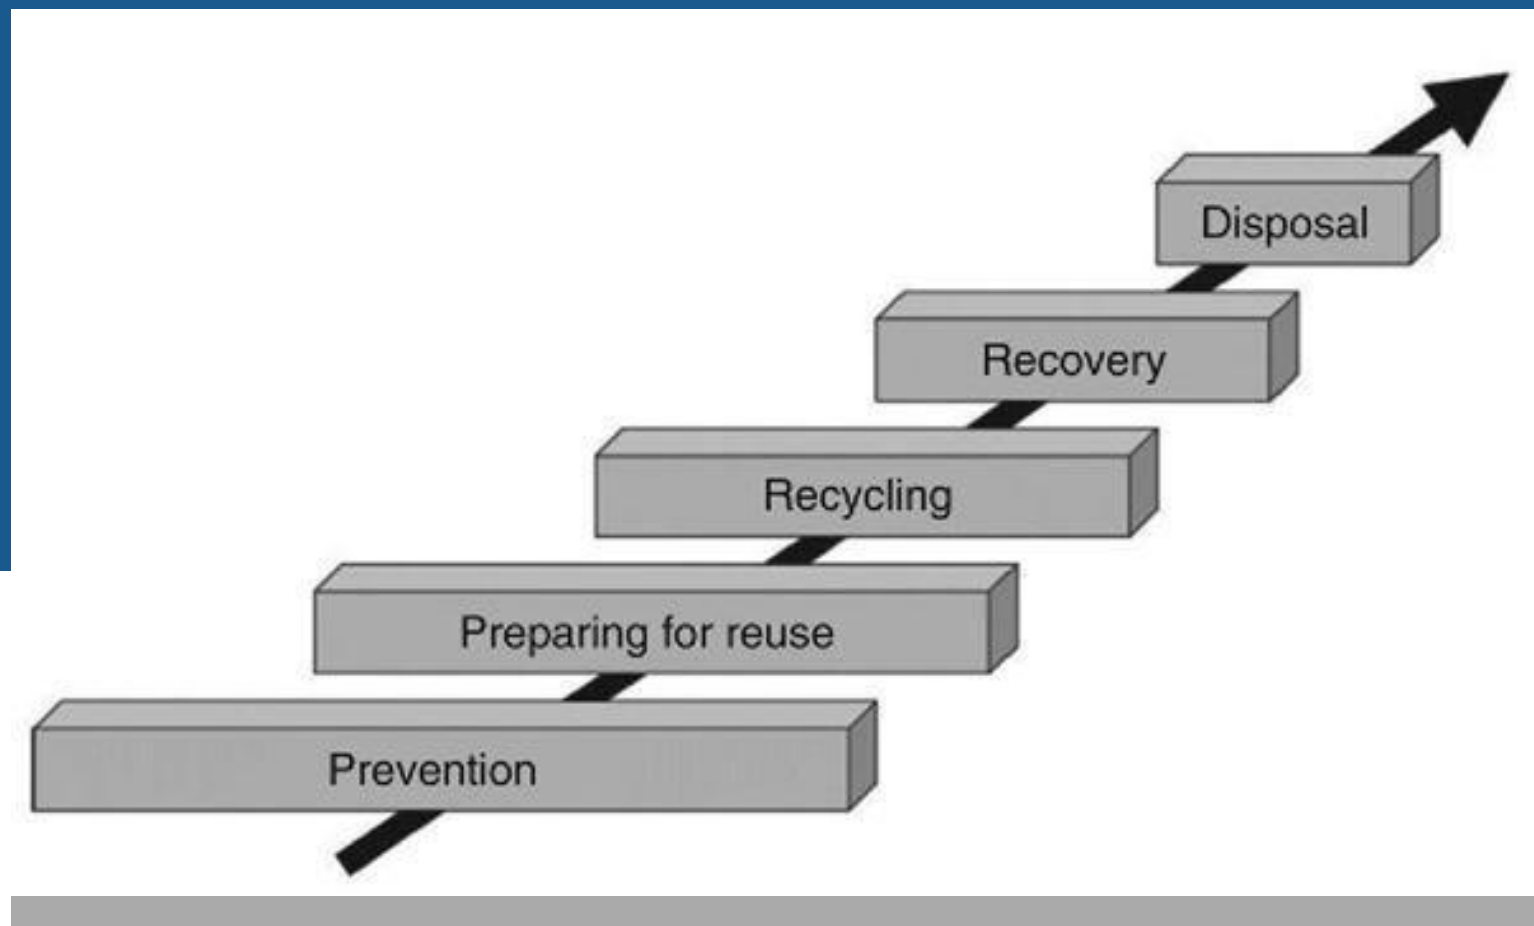 Disposal
Recovery
Recycling
Preparing for reuse
Prevention